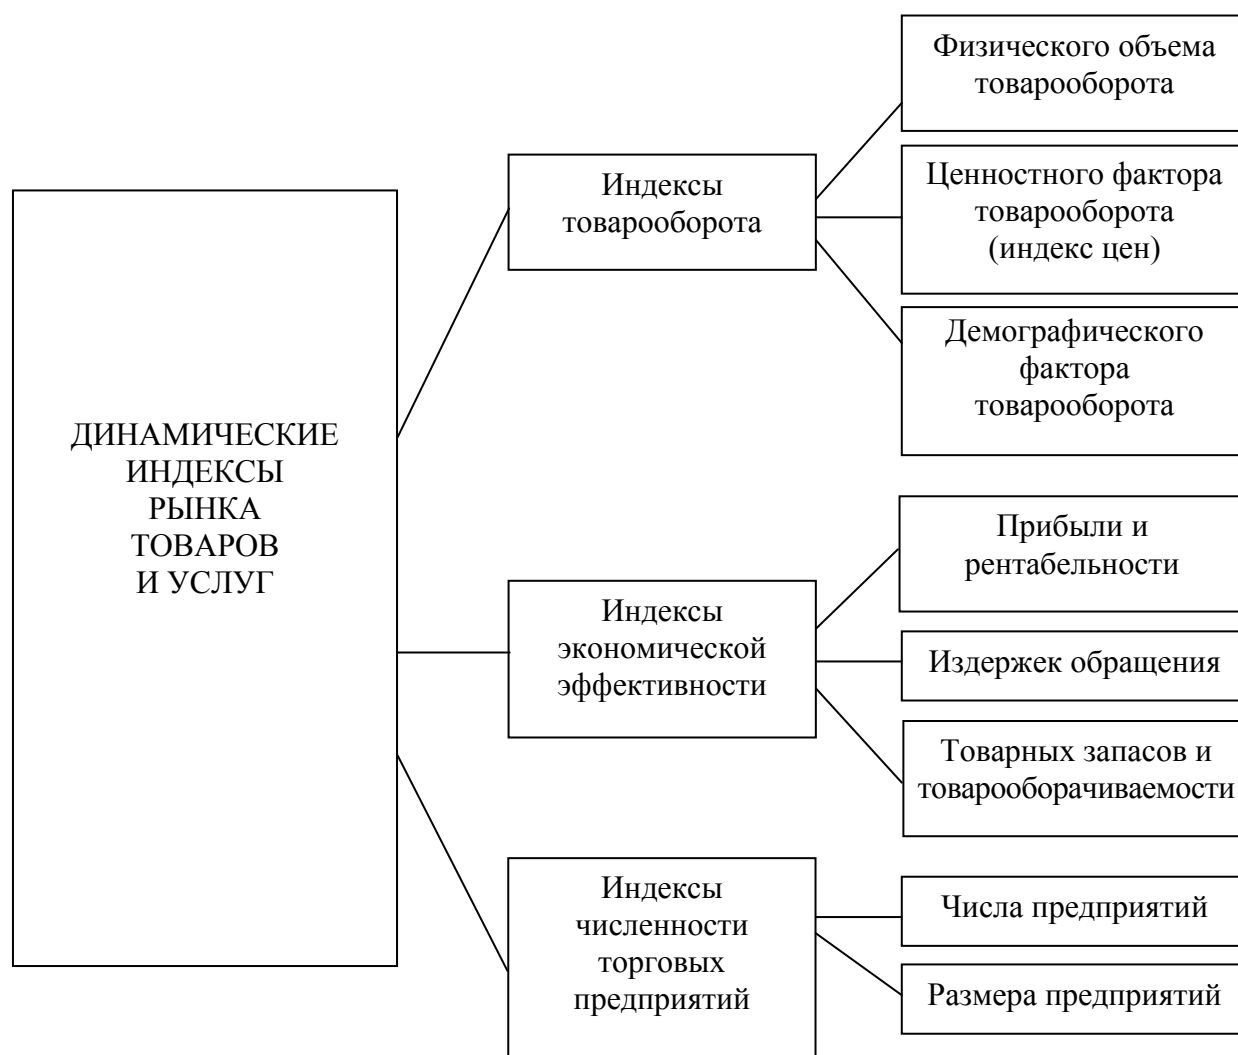 ДИНАМИЧЕСКИЕ
ИНДЕКСЫ
РЫНКА
ТОВАРОВ
И УСЛУГ
Индексы
товарооборота
Физического объема
товарооборота
Ценностного фактора
товарооборота
(индекс цен)
Демографического
фактора
товарооборота
Индексы
экономической
эффективности
Прибыли и
рентабельности
Издержек обращения
Товарных запасов и
товарооборачиваемости
Индексы
численности
торговых
предприятий
Числа предприятий
Размера предприятий